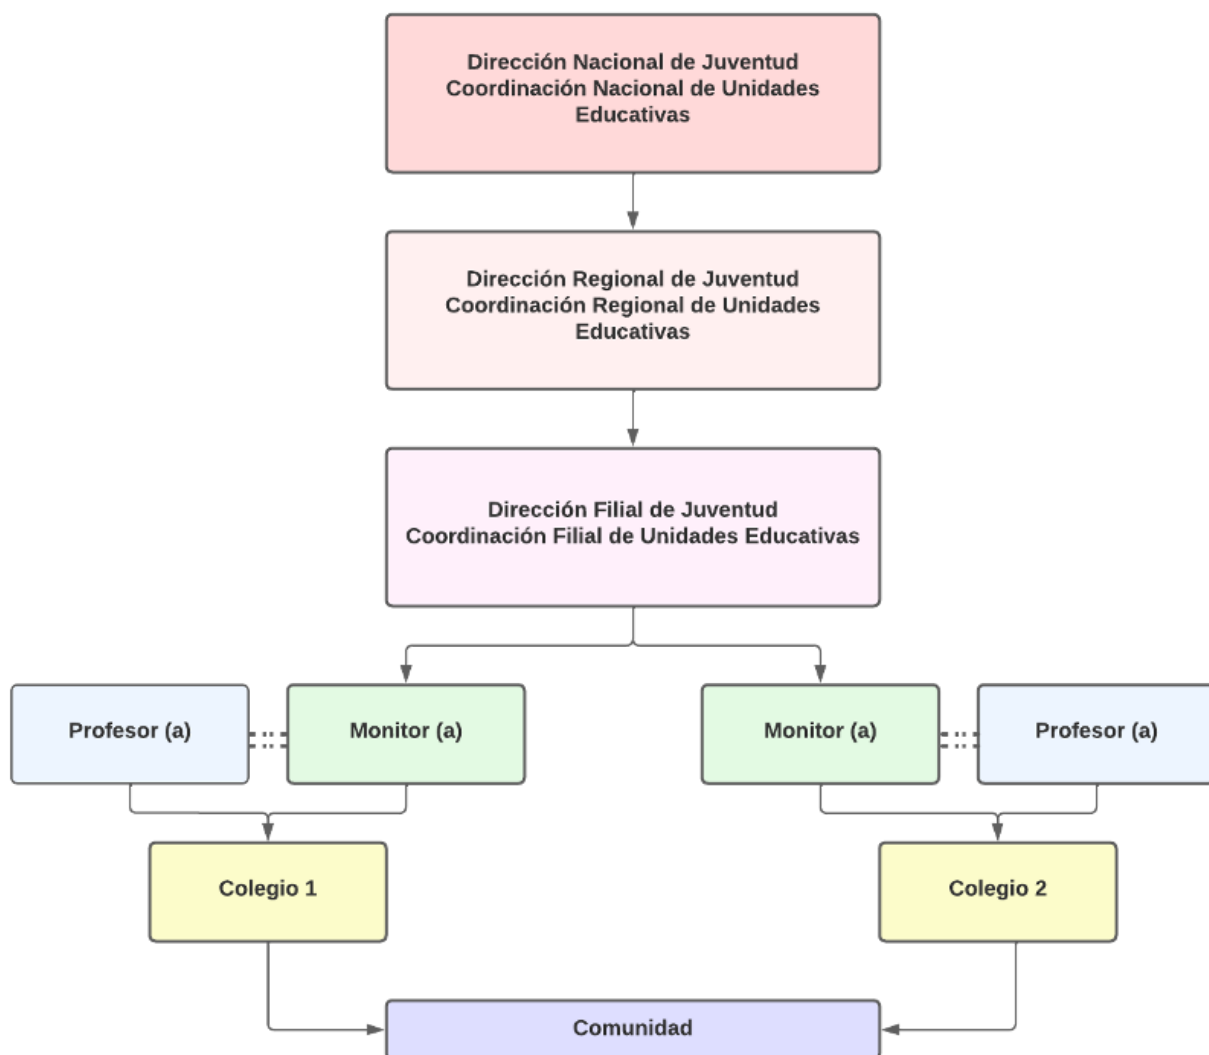 Dirección Nacional de Juventud
Coordinación Nacional de Unidades
Educativas
Dirección Regional de Juventud
Coordinación Regional de Unidades
Educativas
Dirección Filial de Juventud
Coordinación Filial de Unidades Educativas
Profesor (a)
Monitor (a)
Monitor (a)
Profesor (a)
Colegio 1
Colegio 2
Comunidad